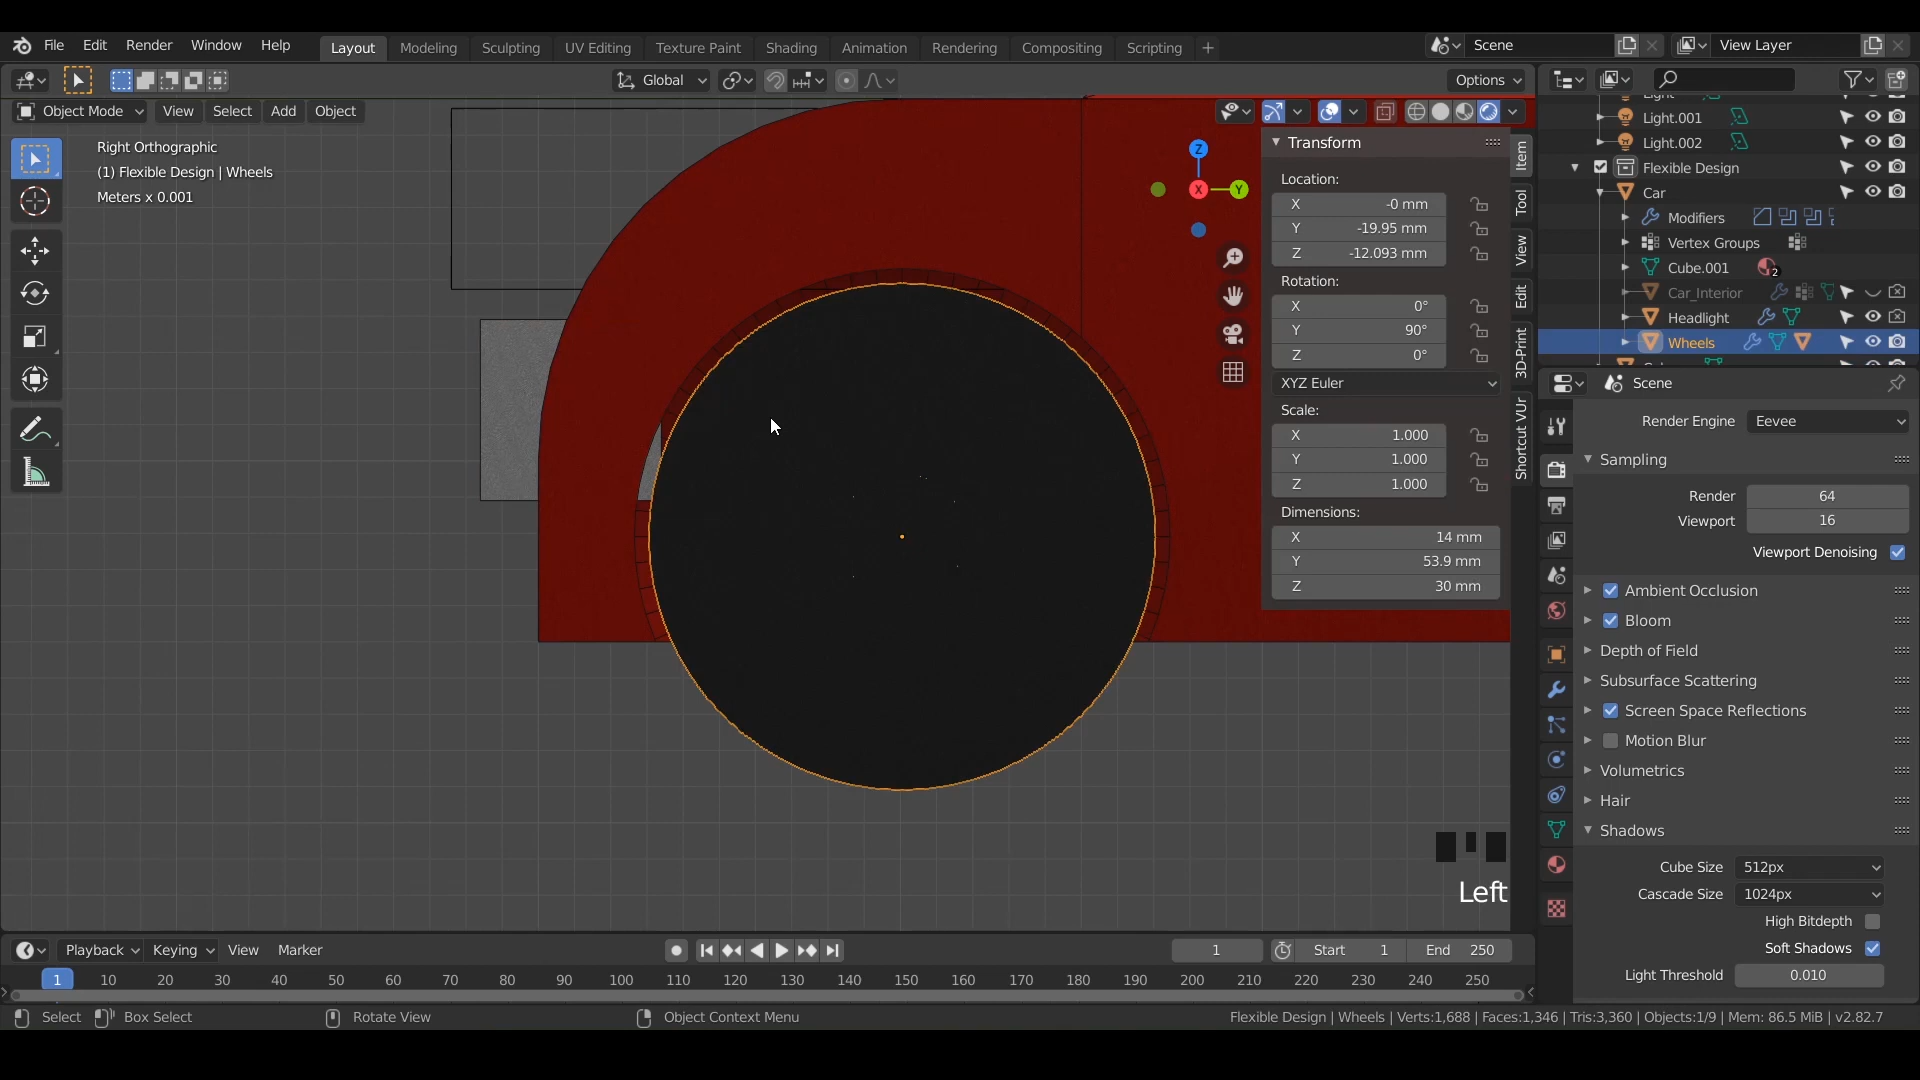 File Edit Render Window Help Layout Modeling Sculpting UV Editing Texture Paint Shading Animation Rendering Compositing Scripting + Scene View Layer
Global Options
Object Mode View Select Add Object
Right Orthographic
(1) Flexible Design | Wheels
Meters x 0.001
Z
Y
X
Transform
Location:
X -0 mm
Y -19.95 mm
Z -12.093 mm
Rotation:
X 0°
Y 90°
Z 0°
XYZ Euler
Scale:
X 1.000
Y 1.000
Z 1.000
Dimensions:
X 14 mm
Y 53.9 mm
Z 30 mm
Item
Tool
View
Edit
3D-Print
Shortcut VUr
Light
Light.001
Light.002
Flexible Design
Car
Modifiers
Vertex Groups
Cube.001 2
Car_Interior
Headlight
Wheels
Scene
Render Engine Eevee
Sampling
Render 64
Viewport 16
Viewport Denoising
Ambient Occlusion
Bloom
Depth of Field
Subsurface Scattering
Screen Space Reflections
Motion Blur
Volumetrics
Hair
Shadows
Cube Size 512px
Cascade Size 1024px
High Bitdepth
Soft Shadows
Light Threshold 0.010
Left
Playback Keying View Marker 1 Start 1 End 250
1 10 20 30 40 50 60 70 80 90 100 110 120 130 140 150 160 170 180 190 200 210 220 230 240 250
Select Box Select Rotate View Object Context Menu Flexible Design | Wheels | Verts:1,688 | Faces:1,346 | Tris:3,360 | Objects:1/9 | Mem: 86.5 MiB | v2.82.7